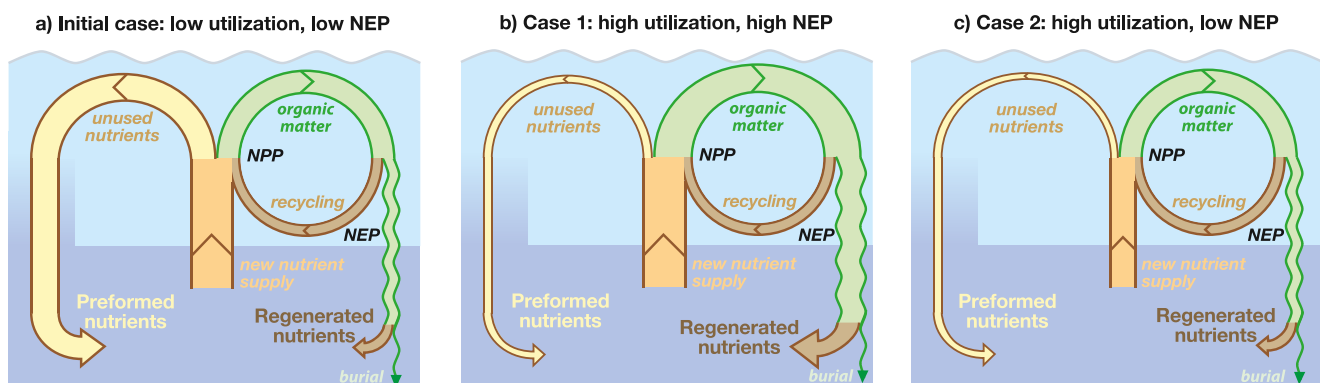 a) Initial case: low utilization, low NEP
unused
nutrients
organic
matter
NPP
recycling
NEP
new nutrient
supply
Preformed
nutrients
Regenerated
nutrients
burial
b) Case 1: high utilization, high NEP
unused
nutrients
organic
matter
NPP
recycling
NEP
new nutrient
supply
Preformed
nutrients
Regenerated
nutrients
burial
c) Case 2: high utilization, low NEP
unused
nutrients
organic
matter
NPP
recycling
NEP
new nutrient
supply
Preformed
nutrients
Regenerated
nutrients
burial